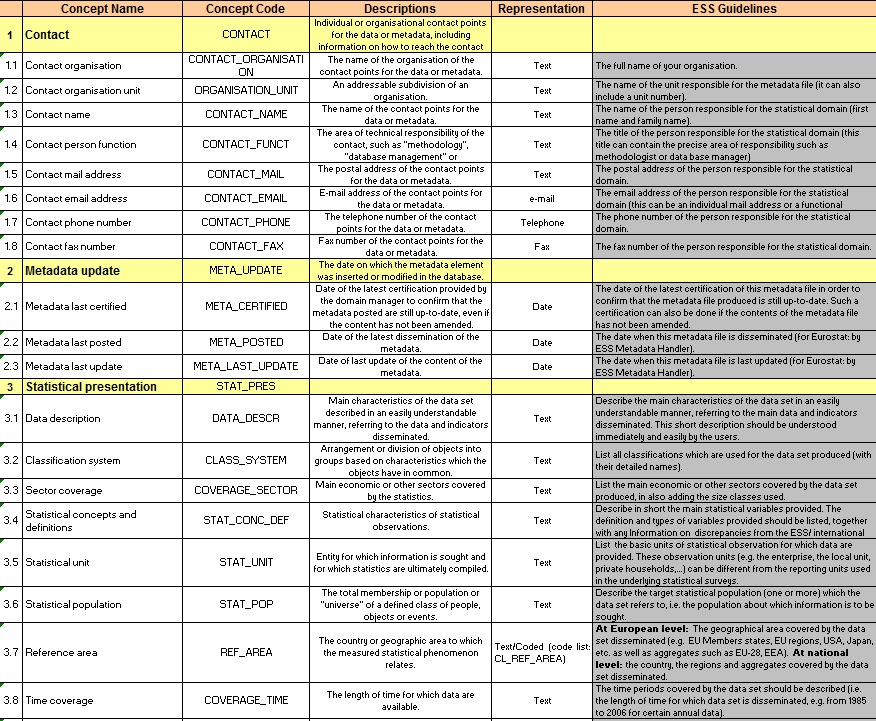 Concept Name Concept Code Descriptions Representation ESS Guidelines
1 Contact CONTACT Individual or organisational contact points
for the data or metadata, including
information on how to reach the contact
1.1 Contact organisation CONTACT_ORGANISATI
ON The name of the organisation of the
contact points for the data or metadata. Text The full name of your organisation.
1.2 Contact organisation unit ORGANISATION_UNIT An addressable subdivision of an
organisation. Text The name of the unit responsible for the metadata file (it can also
include a unit number).
1.3 Contact name CONTACT_NAME The name of the contact points for the
data or metadata. Text The name of the person responsible for the statistical domain (first
name and family name).
1.4 Contact person function CONTACT_FUNCT The area of technical responsibility of the
contact, such as "methodology",
"database management" or Text The title of the person responsible for the statistical domain (this
title can contain the precise area of responsibility such as
methodologist or data base manager)
1.5 Contact mail address CONTACT_MAIL The postal address of the contact points
for the data or metadata. Text The postal address of the person responsible for the statistical
domain.
1.6 Contact email address CONTACT_EMAIL E-mail address of the contact points for
the data or metadata. e-mail The email address of the person responsible for the statistical
domain (this can be an individual mail address or a functional
1.7 Contact phone number CONTACT_PHONE The telephone number of the contact
points for the data or metadata. Telephone The phone number of the person responsible for the statistical
domain.
1.8 Contact fax number CONTACT_FAX Fax number of the contact points for the
data or metadata. Fax The fax number of the person responsible for the statistical domain.
2 Metadata update META_UPDATE The date on which the metadata element
was inserted or modified in the database.
2.1 Metadata last certified META_CERTIFIED Date of the latest certification provided by
the domain manager to confirm that the
metadata posted are still up-to-date, even if
the content has not been amended. Date The date of the latest certification of this metadata file in order to
confirm that the metadata file produced is still up-to-date. Such a
certification can also be done if the contents of the metadata file
has not been amended.
2.2 Metadata last posted META_POSTED Date of the latest dissemination of the
metadata. Date The date when this metadata file is disseminated (for Eurostat: by
ESS Metadata Handler).
2.3 Metadata last update META_LAST_UPDATE Date of last update of the content of the
metadata. Date The date when this metadata file is last updated (for Eurostat: by
ESS Metadata Handler).
3 Statistical presentation STAT_PRES
3.1 Data description DATA_DESCR Main characteristics of the data set
described in an easily understandable
manner, referring to the data and indicators
disseminated. Text Describe the main characteristics of the data set in an easily
understandable manner, referring to the main data and indicators
disseminated. This short description should be understood
immediately and easily by the users.
3.2 Classification system CLASS_SYSTEM Arrangement or division of objects into
groups based on characteristics which the
objects have in common. Text List all classifications which are used for the data set produced (with
their detailed names).
3.3 Sector coverage COVERAGE_SECTOR Main economic or other sectors covered
by the statistics. Text List the main economic or other sectors covered by the data set
produced, in also adding the size classes used.
3.4 Statistical concepts and
definitions STAT_CONC_DEF Statistical characteristics of statistical
observations. Text Describe in short the main statistical variables provided. The
definition and types of variables provided should be listed, together
with any Information on discrepancies from the ESS/ international
3.5 Statistical unit STAT_UNIT Entity for which information is sought and
for which statistics are ultimately compiled. Text List the basic units of statistical observation for which data are
provided. These observation units (e.g. the enterprise, the local unit,
private households,...) can be different from the reporting units used
in the underlying statistical surveys.
3.6 Statistical population STAT_POP The total membership or population or
"universe" of a defined class of people,
objects or events. Text Describe the target statistical population (one or more) which the
data set refers to, i.e. the population about which information is to be
sought.
3.7 Reference area REF_AREA The country or geographic area to which
the measured statistical phenomenon
relates. Text/Coded (code list:
CL_REF_AREA) At European level: The geographical area covered by the data
set disseminated (e.g. EU Members states, EU regions, USA, Japan,
etc. as well as aggregates such as EU-28, EEA). At national
level: the country, the regions and aggregates covered by the data
set disseminated.
3.8 Time coverage COVERAGE_TIME The length of time for which data are
available. Text The time periods covered by the data set should be described (i.e.
the length of time for which data set is disseminated, e.g. from 1985
to 2006 for certain annual data).